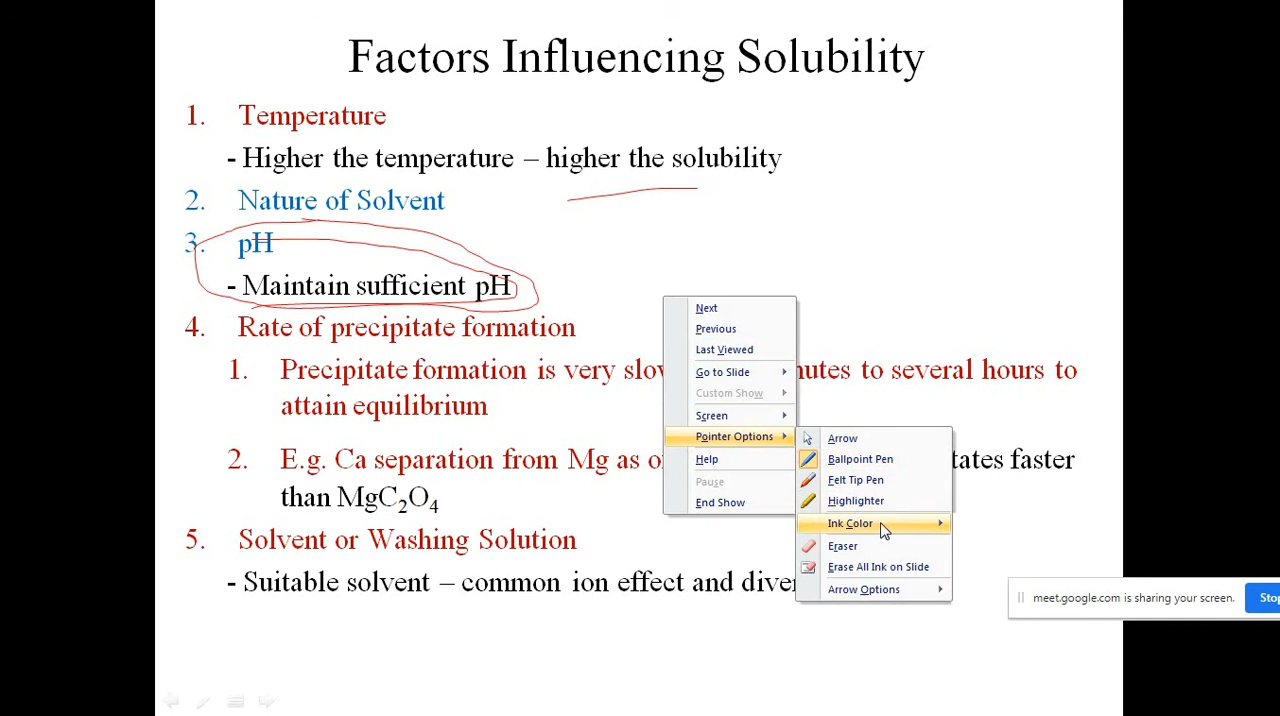 Factors Influencing Solubility
1. Temperature
- Higher the temperature – higher the solubility
2. Nature of Solvent
3. pH
- Maintain sufficient pH
4. Rate of precipitate formation
1. Precipitate formation is very to several hours to
attain equilibrium
2. E.g. Ca separation from Mg as faster
than MgC2O4
5. Solvent or Washing Solution
- Suitable solvent – common ion effect and
Next
Previous
Last Viewed
Go to Slide
Custom Show
Screen
Pointer Options
Help
Pause
End Show
Arrow
Ballpoint Pen
Felt Tip Pen
Highlighter
Ink Color
Eraser
Erase All Ink on Slide
Arrow Options
meet.google.com is sharing your screen.